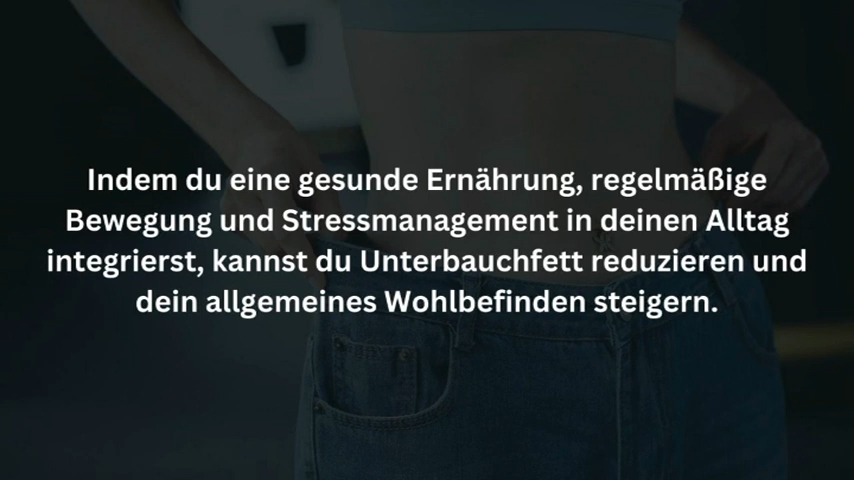 Indem du eine gesunde Ernährung, regelmäßige
Bewegung und Stressmanagement in deinen Alltag
integrierst, kannst du Unterbauchfett reduzieren und
dein allgemeines Wohlbefinden steigern.